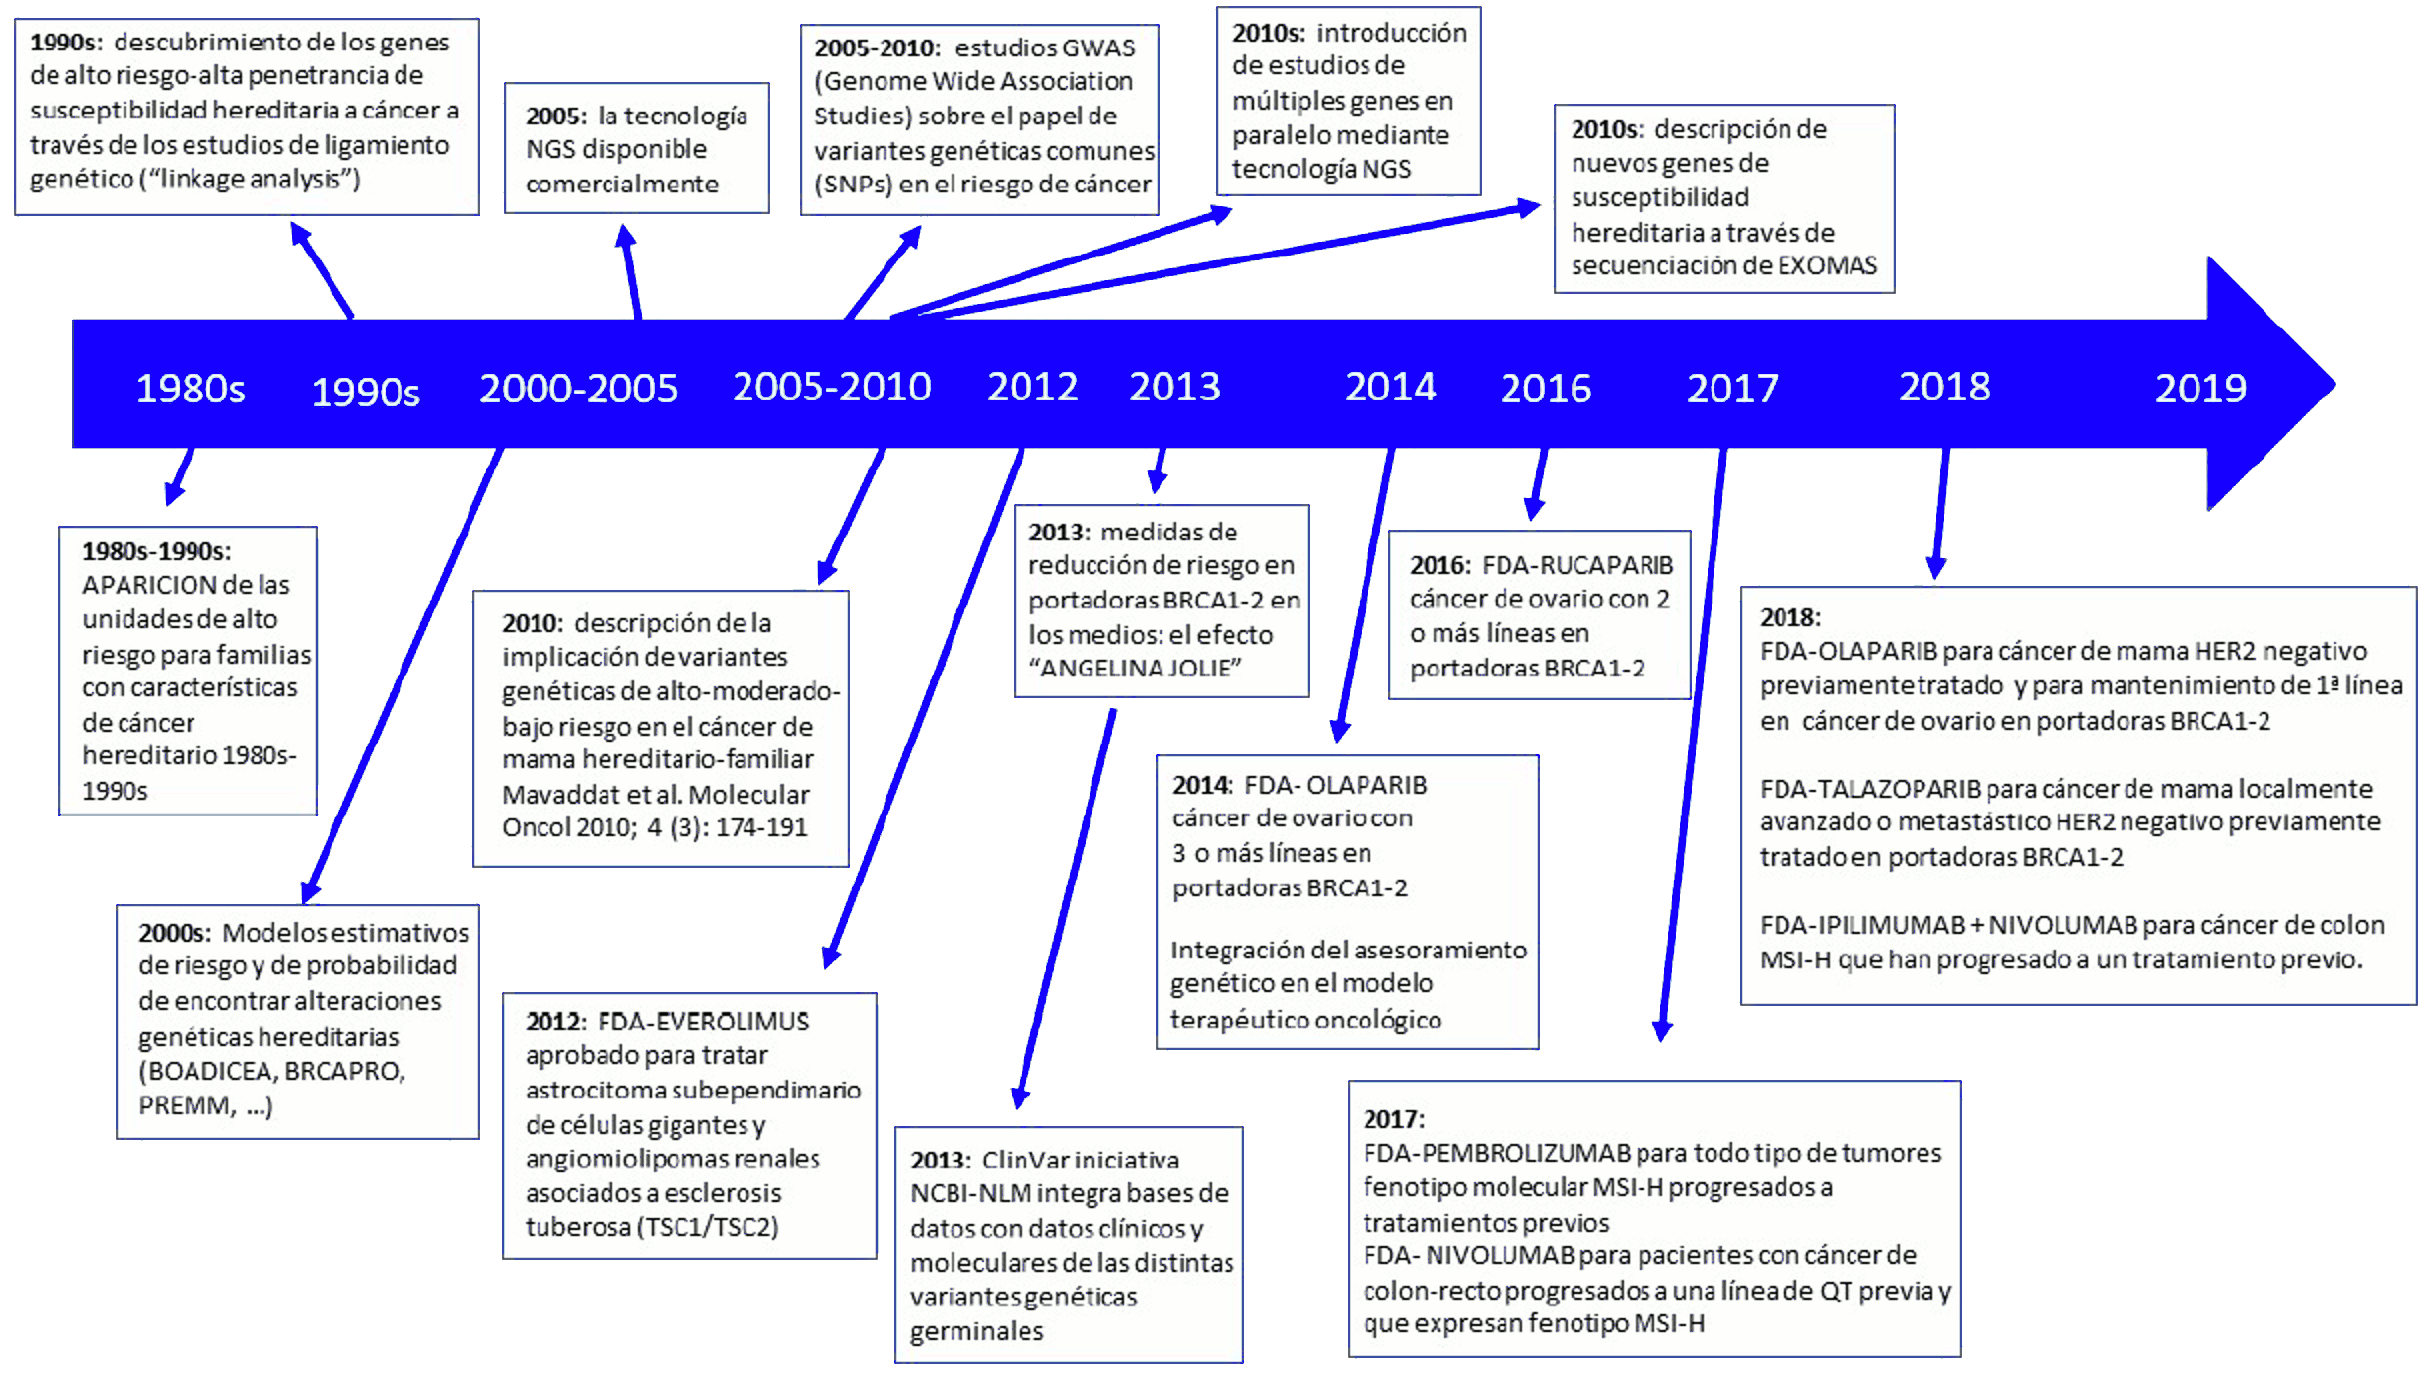 1990s: descubrimiento de los genes
de alto riesgo-alta penetrancia de
susceptibilidad hereditaria a cáncer a
través de los estudios de ligamiento
genético (“linkage analysis”)
2005: la tecnología
NGS disponible
comercialmente
2005-2010: estudios GWAS
(Genome Wide Association
Studies) sobre el papel de
variantes genéticas comunes
(SNPs) en el riesgo de cáncer
2010s: introducción
de estudios de
múltiples genes en
paralelo mediante
tecnología NGS
2010s: descripción de
nuevos genes de
susceptibilidad
hereditaria a través de
secuenciación de EXOMAS
1980s
1990s
2000-2005
2005-2010
2012
2013
2014
2016
2017
2018
2019
1980s-1990s:
APARICION de las
unidades de alto
riesgo para familias
con características
de cáncer
hereditario 1980s-
1990s
2000s: Modelos estimativos
de riesgo y de probabilidad
de encontrar alteraciones
genéticas hereditarias
(BOADICEA, BRCAPRO,
PREMM, ...)
2010: descripción de la
implicación de variantes
genéticas de alto-moderado-
bajo riesgo en el cáncer de
mama hereditario-familiar
Mavaddat et al. Molecular
Oncol 2010; 4 (3): 174-191
2012: FDA-EVEROLIMUS
aprobado para tratar
astrocitoma subependimario
de células gigantes y
angiomiolipomas renales
asociados a esclerosis
tuberosa (TSC1/TSC2)
2013: medidas de
reducción de riesgo en
portadoras BRCA1-2 en
los medios: el efecto
“ANGELINA JOLIE”
2013: ClinVar iniciativa
NCBI-NLM integra bases de
datos con datos clínicos y
moleculares de las distintas
variantes genéticas
germinales
2014: FDA- OLAPARIB
cáncer de ovario con
3 o más líneas en
portadoras BRCA1-2
Integración del asesoramiento
genético en el modelo
terapéutico oncológico
2016: FDA-RUCAPARIB
cáncer de ovario con 2
o más líneas en
portadoras BRCA1-2
2017:
FDA-PEMBROLIZUMAB para todo tipo de tumores
fenotipo molecular MSI-H progresados a
tratamientos previos
FDA- NIVOLUMAB para pacientes con cáncer de
colon-recto progresados a una línea de QT previa y
que expresan fenotipo MSI-H
2018:
FDA-OLAPARIB para cáncer de mama HER2 negativo
previamente tratado y para mantenimiento de 1ª línea
en cáncer de ovario en portadoras BRCA1-2
FDA-TALAZOPARIB para cáncer de mama localmente
avanzado o metastástico HER2 negativo previamente
tratado en portadoras BRCA1-2
FDA-IPILIMUMAB + NIVOLUMAB para cáncer de colon
MSI-H que han progresado a un tratamiento previo.